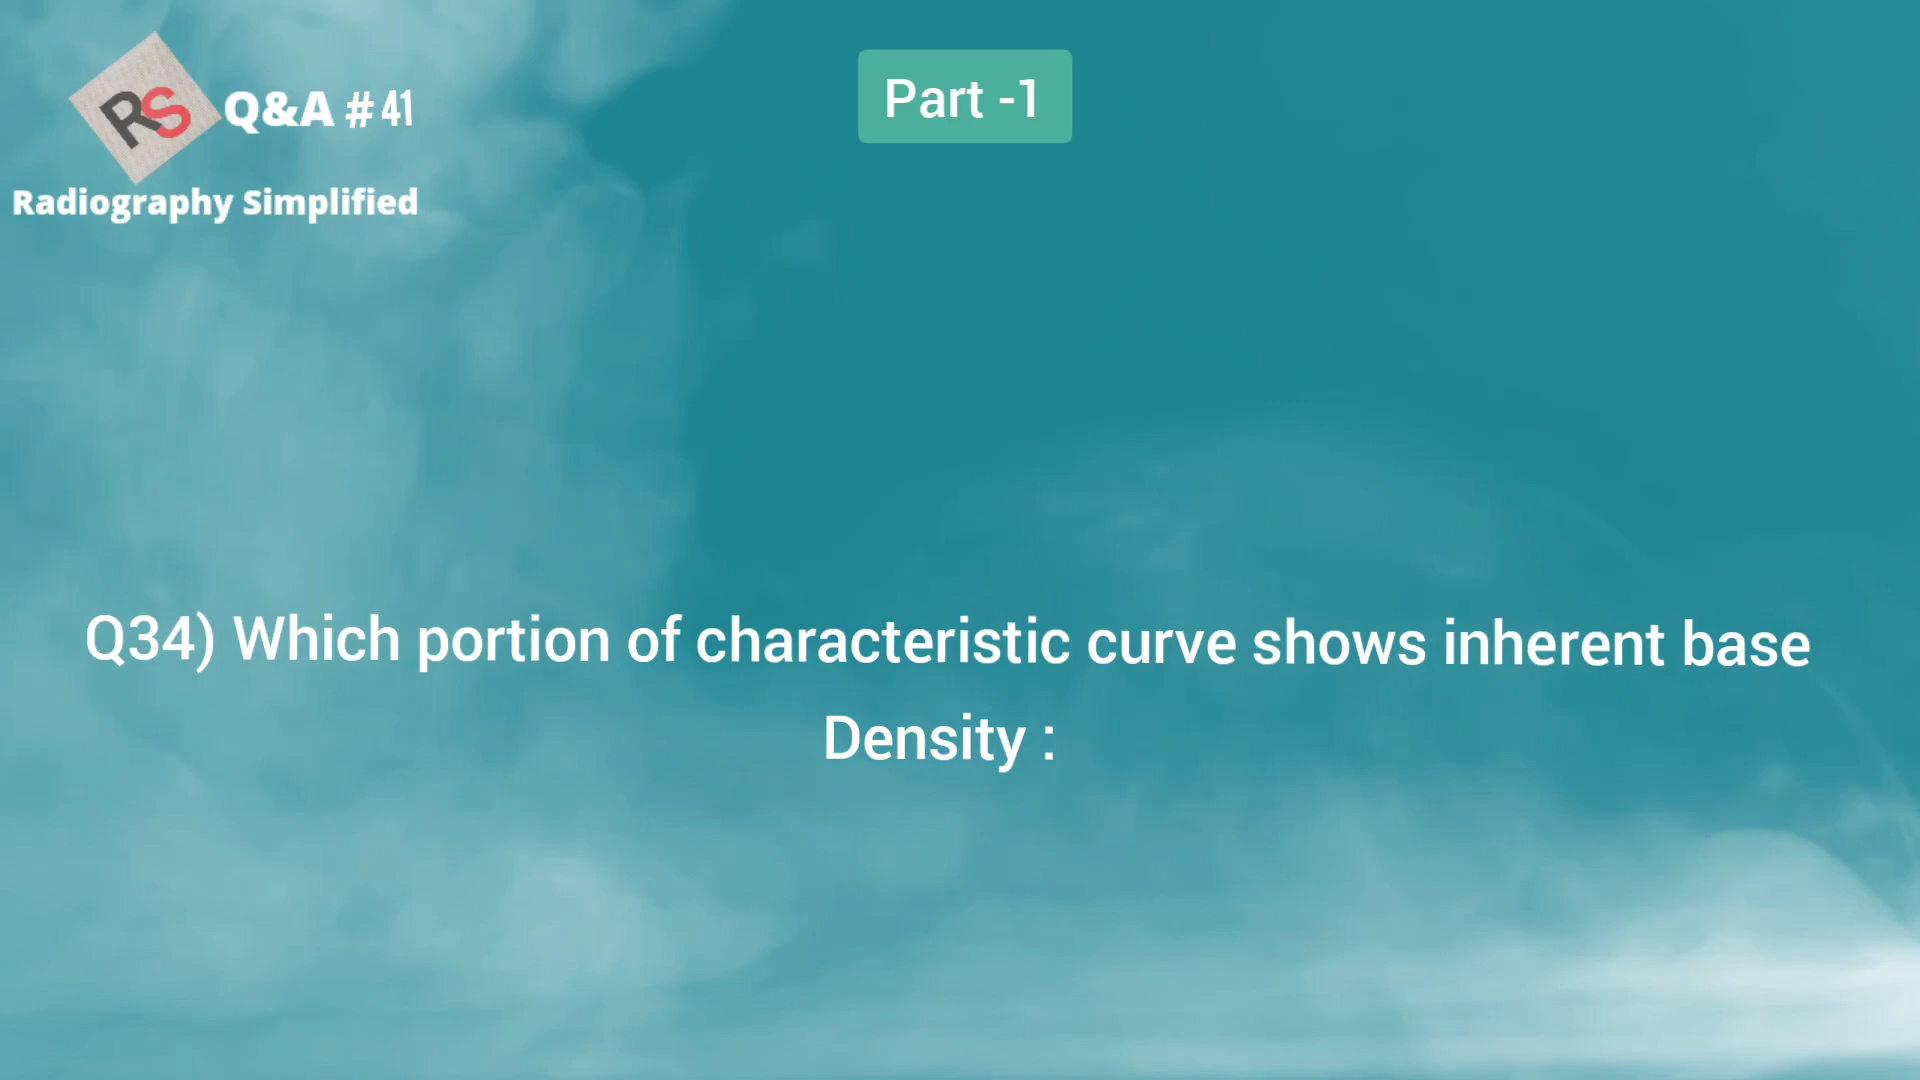 RS Q&A # 41
Radiography Simplified
Part -1
Q34) Which portion of characteristic curve shows inherent base
Density :